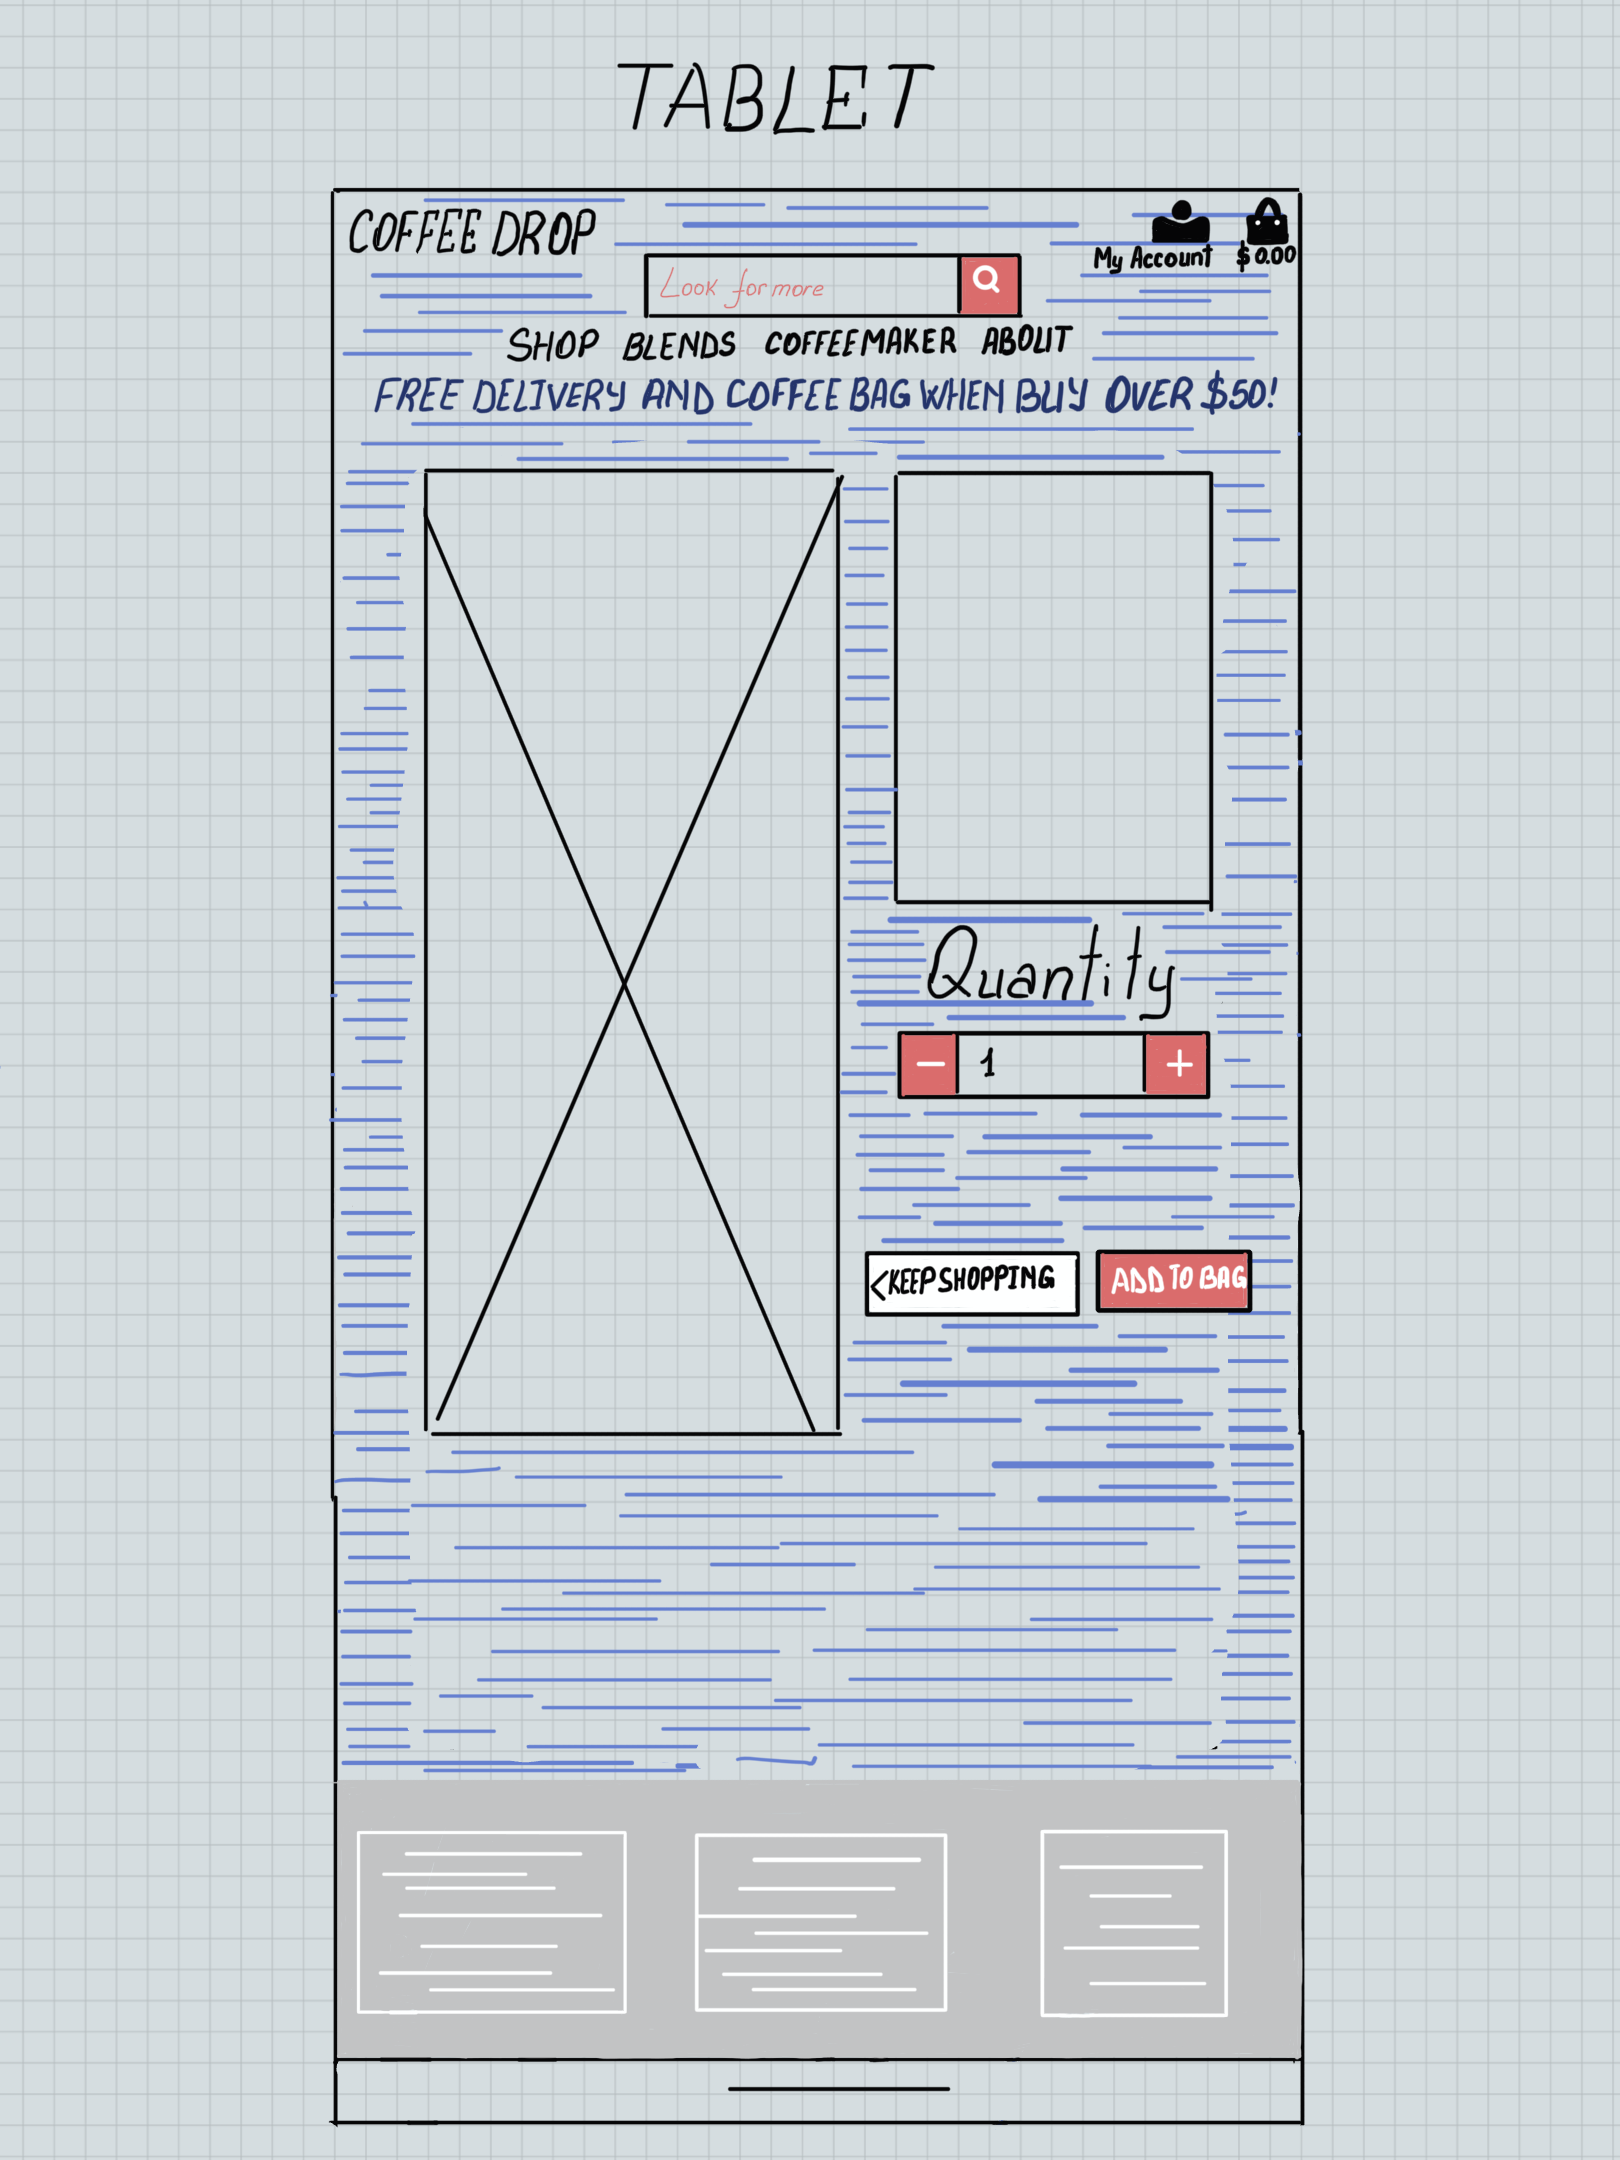 TABLET
COFFEE DROP
My Account $0.00
Look for more
SHOP BLENDS COFFEEMAKER ABOUT
FREE DELIVERY AND COFFEE BAG WHEN BUY OVER $50!
Quantity
− 1 +
<KEEP SHOPPING ADD TO BAG